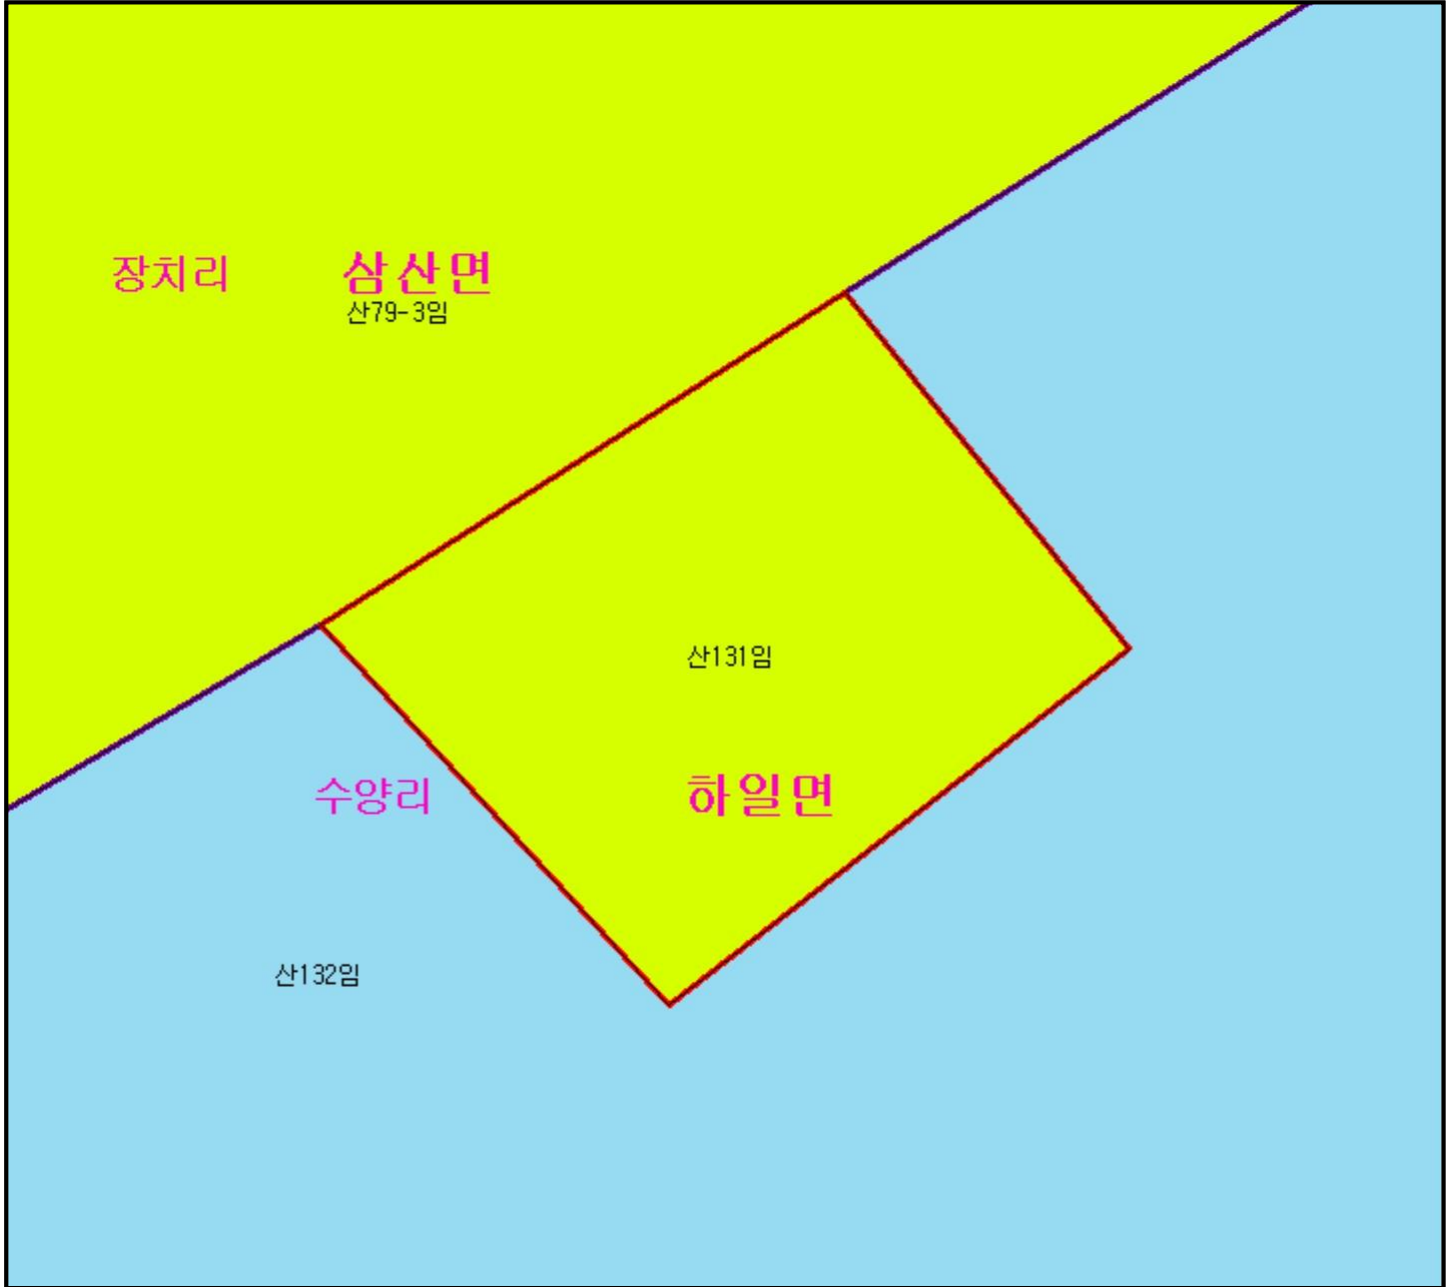 장치리 삼산면
산79-3임
산131임
수양리 하일면
산132임